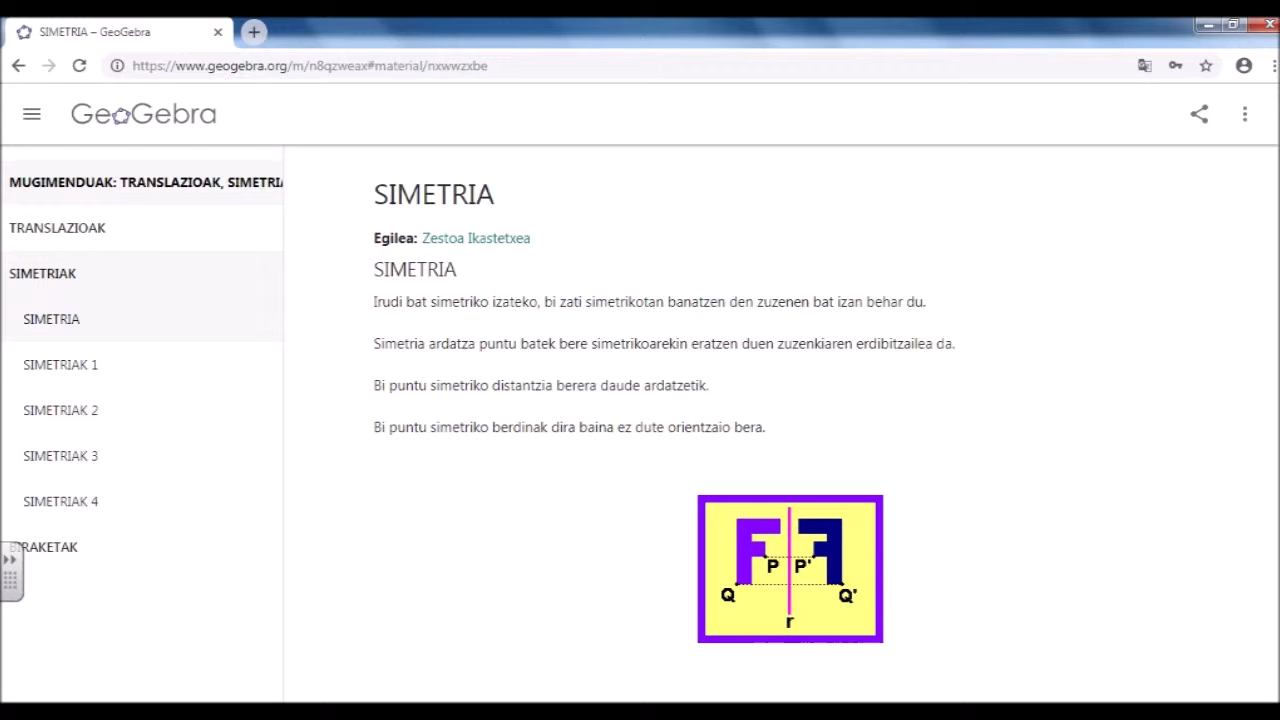 SIMETRIA – GeoGebra
https://www.geogebra.org/m/n8qzweax#material/nxwwzxbe
GeoGebra
MUGIMENDUAK: TRANSLAZIOAK, SIMETRIA
TRANSLAZIOAK
SIMETRIAK
SIMETRIA
SIMETRIAK 1
SIMETRIAK 2
SIMETRIAK 3
SIMETRIAK 4
BIRAKETAK
SIMETRIA
Egilea: Zestoa Ikastetxea
SIMETRIA
Irudi bat simetriko izateko, bi zati simetrikotan banatzen den zuzenen bat izan behar du.
Simetria ardatza puntu batek bere simetrikoarekin eratzen duen zuzenkiaren erdibitzailea da.
Bi puntu simetriko distantzia berera daude ardatzetik.
Bi puntu simetriko berdinak dira baina ez dute orientzaio bera.
P P'
Q Q'
r